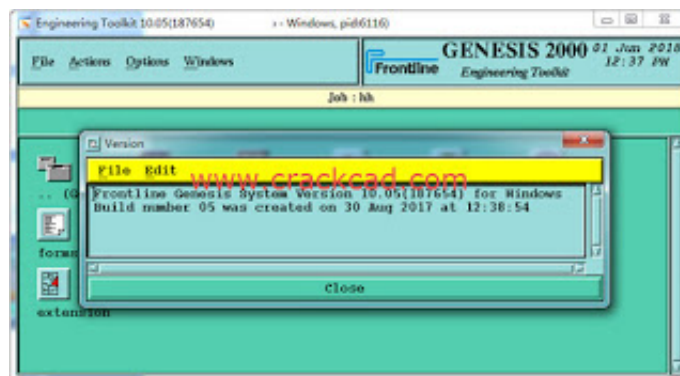 Engineering Toolkit 10.05(187654) - Windows, pid(6116)
File Actions Options Windows
Frontline
GENESIS 2000
Engineering Toolkit
01 Jun 2018
12:37 PM
Job : hh
Version
File Edit
www.crackcad.com
Frontline Genesis System Version 10.05(187654) for Windows
Build number 05 was created on 30 Aug 2017 at 12:38:54
.. (G
forms
Close
extension